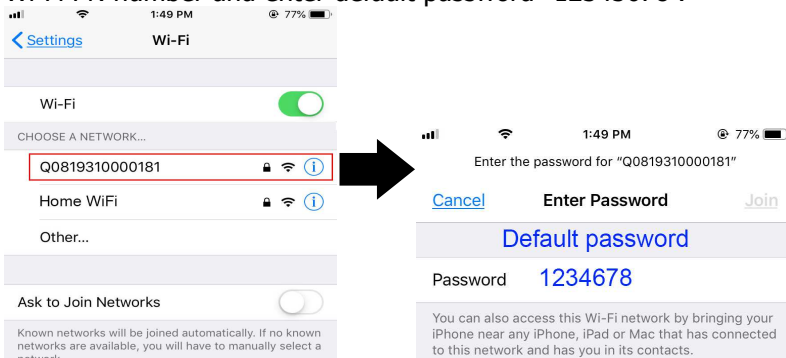 1:49 PM
77%
Settings
Wi-Fi
Wi-Fi
CHOOSE A NETWORK...
Q0819310000181
Home WiFi
Other...
Ask to Join Networks
Known networks will be joined automatically. If no known
networks are available, you will have to manually select a
network.
1:49 PM
77%
Enter the password for “Q0819310000181”
Cancel
Enter Password
Join
Default password
Password 1234678
You can also access this Wi-Fi network by bringing your
iPhone near any iPhone, iPad or Mac that has connected
to this network and has you in its contacts.